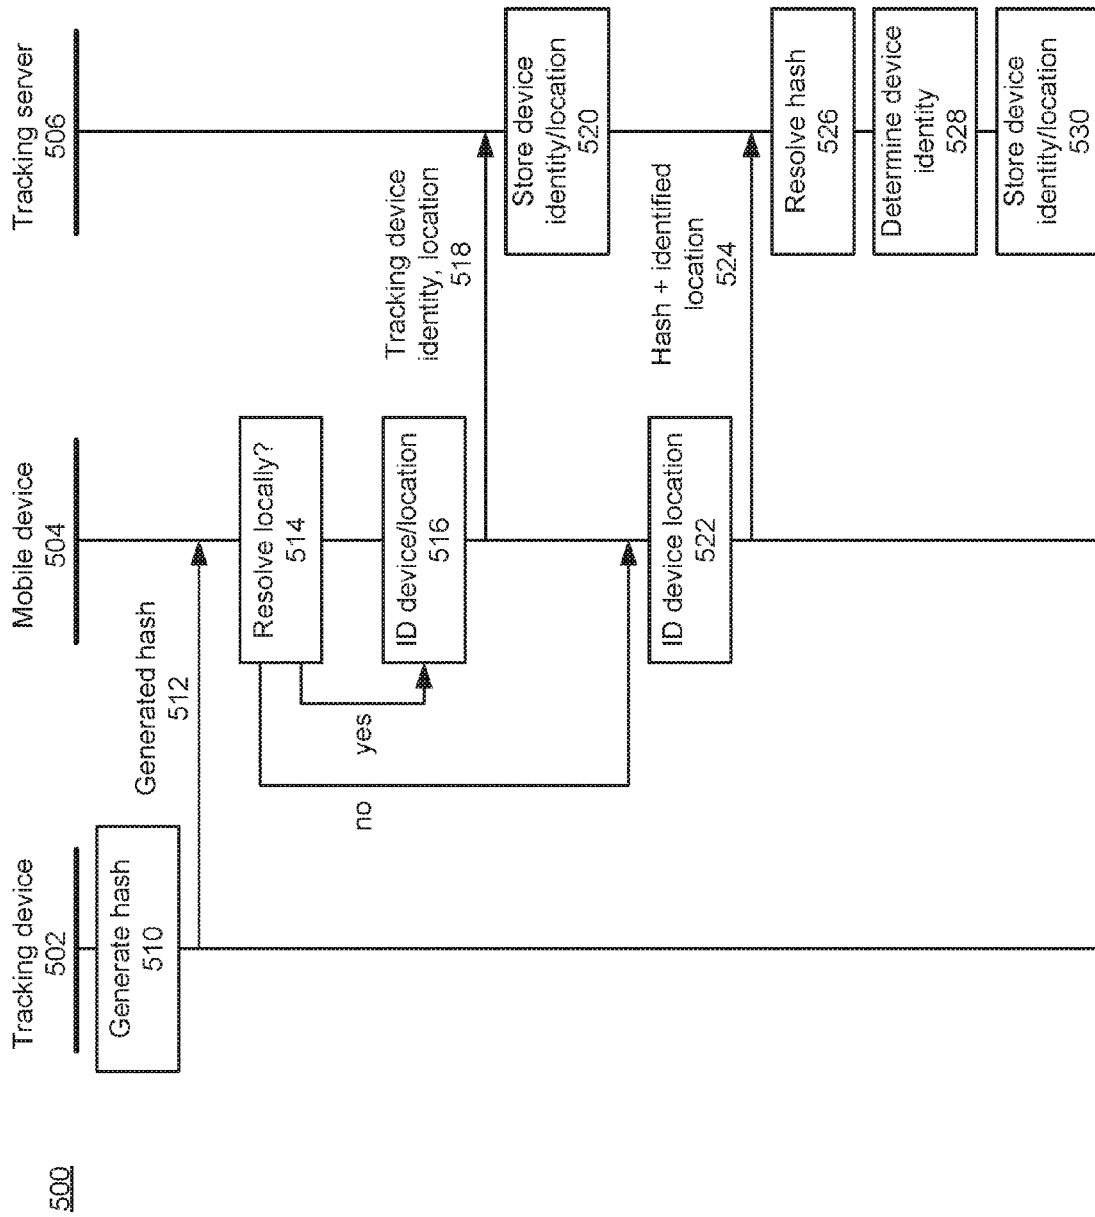 500
Tracking device
502
Mobile device
504
Tracking server
506
Generate hash
510
Generated hash
512
Resolve locally?
514
yes
no
ID device/location
516
Tracking device
identity, location
518
Store device
identity/location
520
ID device location
522
Hash + identified
location
524
Resolve hash
526
Determine device
identity
528
Store device
identity/location
530